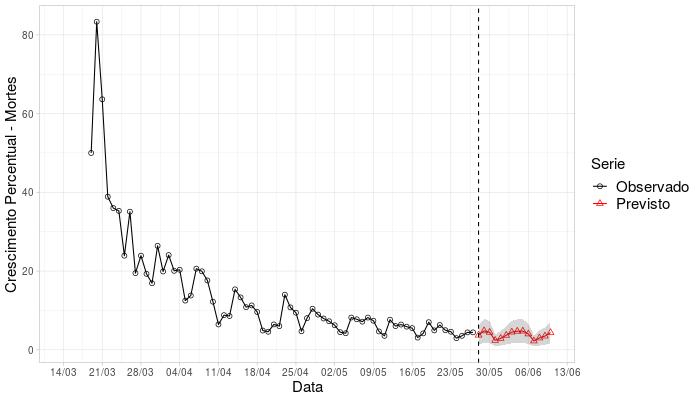 Crescimento Percentual - Mortes
80
60
40
20
0
14/03 21/03 28/03 04/04 11/04 18/04 25/04 02/05 09/05 16/05 23/05 30/05 06/06 13/06
Data
Serie
Observado
Previsto